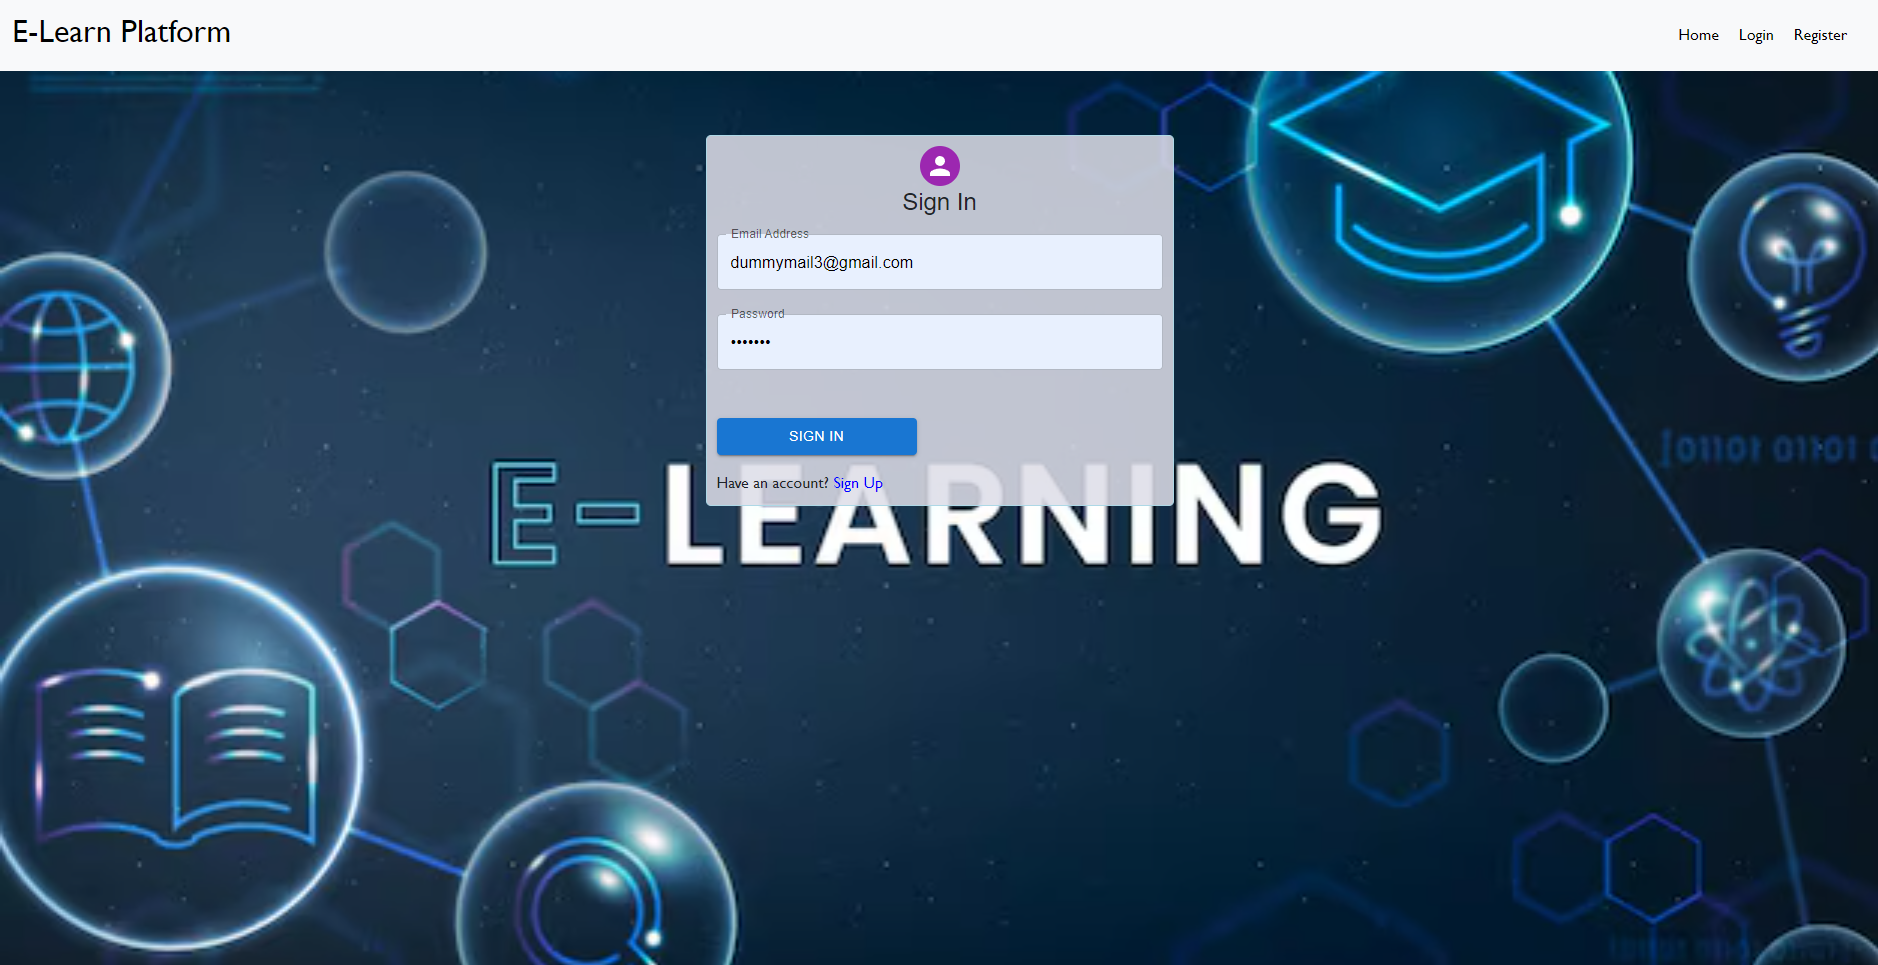 E-Learn Platform
Home Login Register
Sign In
Email Address
dummymail3@gmail.com
Password
•••••••
SIGN IN
Have an account? Sign Up
E-LEARNING
01101 01101